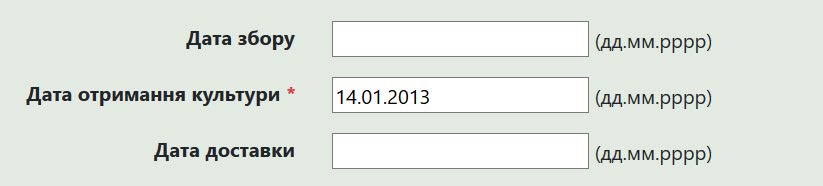 Дата збору (дд.мм.рррр)
Дата отримання культури * 14.01.2013 (дд.мм.рррр)
Дата доставки (дд.мм.рррр)